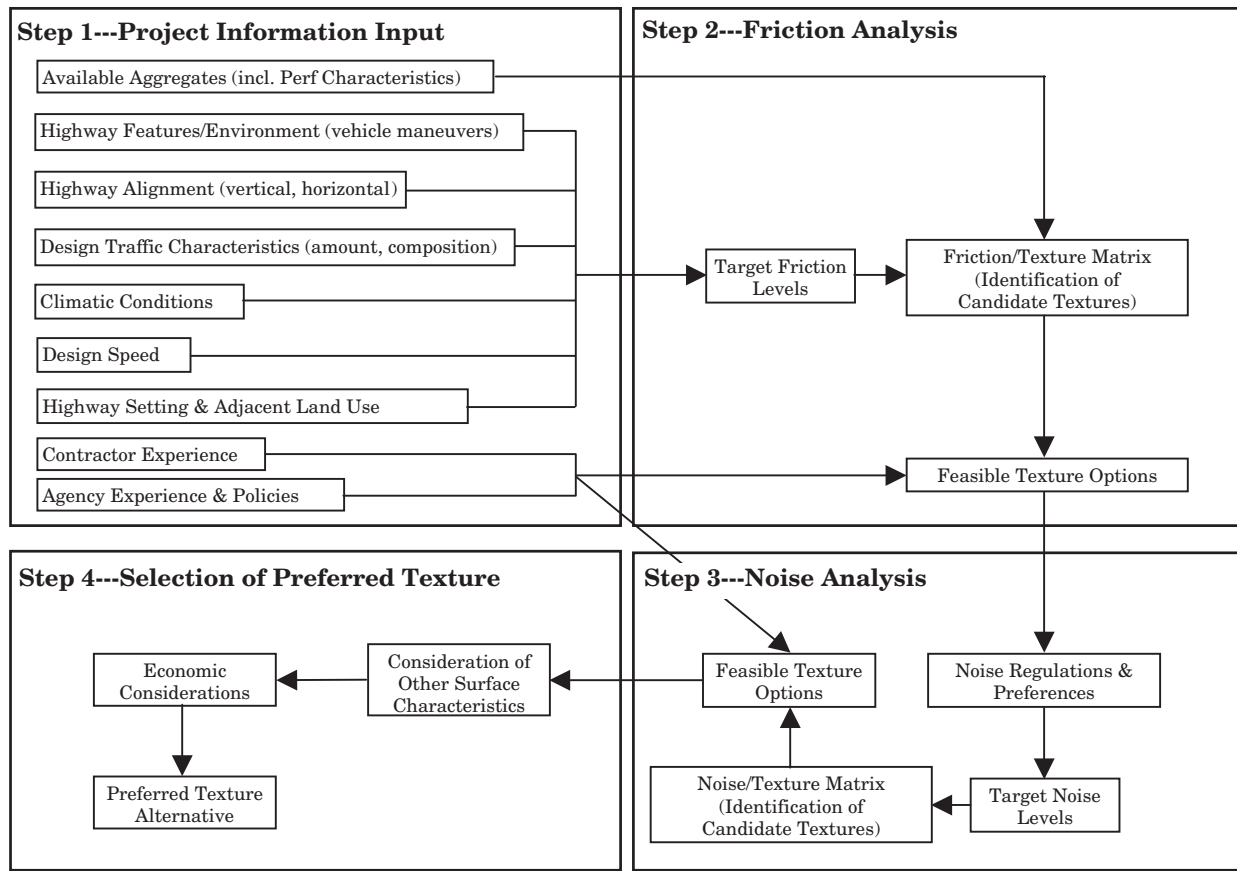 Step 1---Project Information Input
Available Aggregates (incl. Perf Characteristics)
Highway Features/Environment (vehicle maneuvers)
Highway Alignment (vertical, horizontal)
Design Traffic Characteristics (amount, composition)
Climatic Conditions
Design Speed
Highway Setting & Adjacent Land Use
Contractor Experience
Agency Experience & Policies
Step 2---Friction Analysis
Target Friction
Levels
Friction/Texture Matrix
(Identification of
Candidate Textures)
Feasible Texture Options
Step 3---Noise Analysis
Noise Regulations &
Preferences
Target Noise
Levels
Noise/Texture Matrix
(Identification of
Candidate Textures)
Feasible Texture
Options
Step 4---Selection of Preferred Texture
Consideration of
Other Surface
Characteristics
Economic
Considerations
Preferred Texture
Alternative